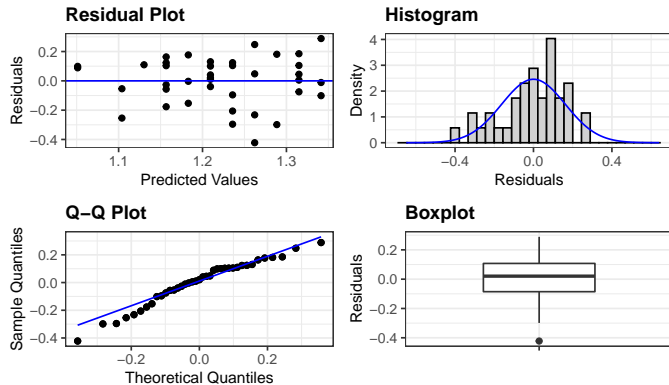 Residual Plot
Residuals
0.2
0.0
−0.2
−0.4
1.1 1.2 1.3
Predicted Values
Histogram
Density
4
3
2
1
0
−0.4 0.0 0.4
Residuals
Q−Q Plot
Sample Quantiles
0.2
0.0
−0.2
−0.4
−0.2 0.0 0.2
Theoretical Quantiles
Boxplot
Residuals
0.2
0.0
−0.2
−0.4